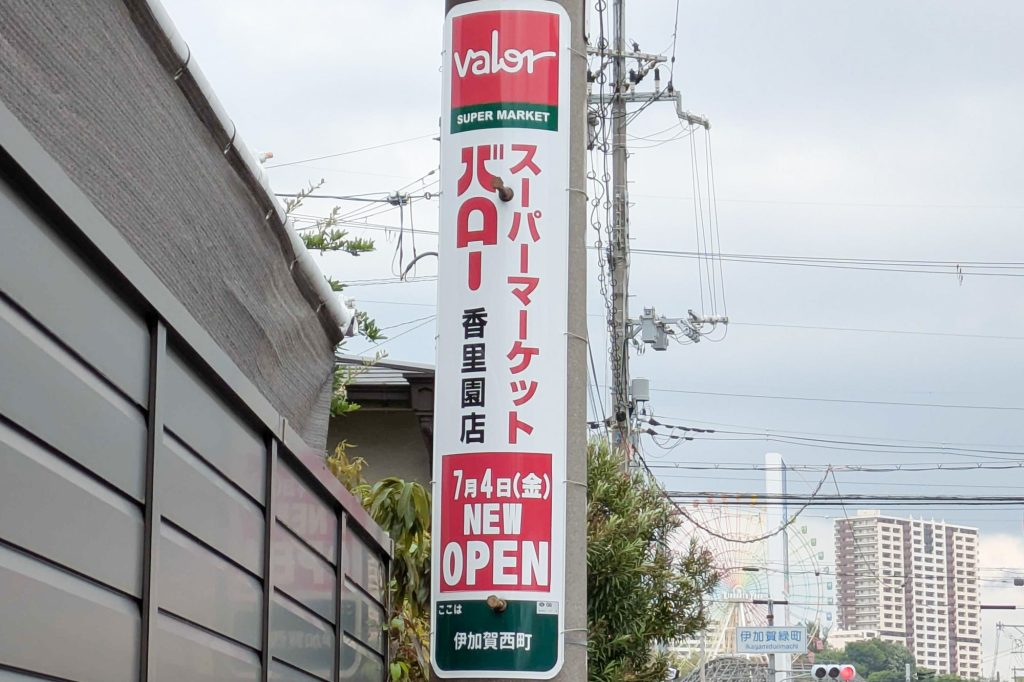 valor
SUPER MARKET
スーパーマーケット
バロー
香里園店
7月4日(金)
NEW
OPEN
ここは
伊加賀西町
伊加賀緑町
Ikagamidorimachi